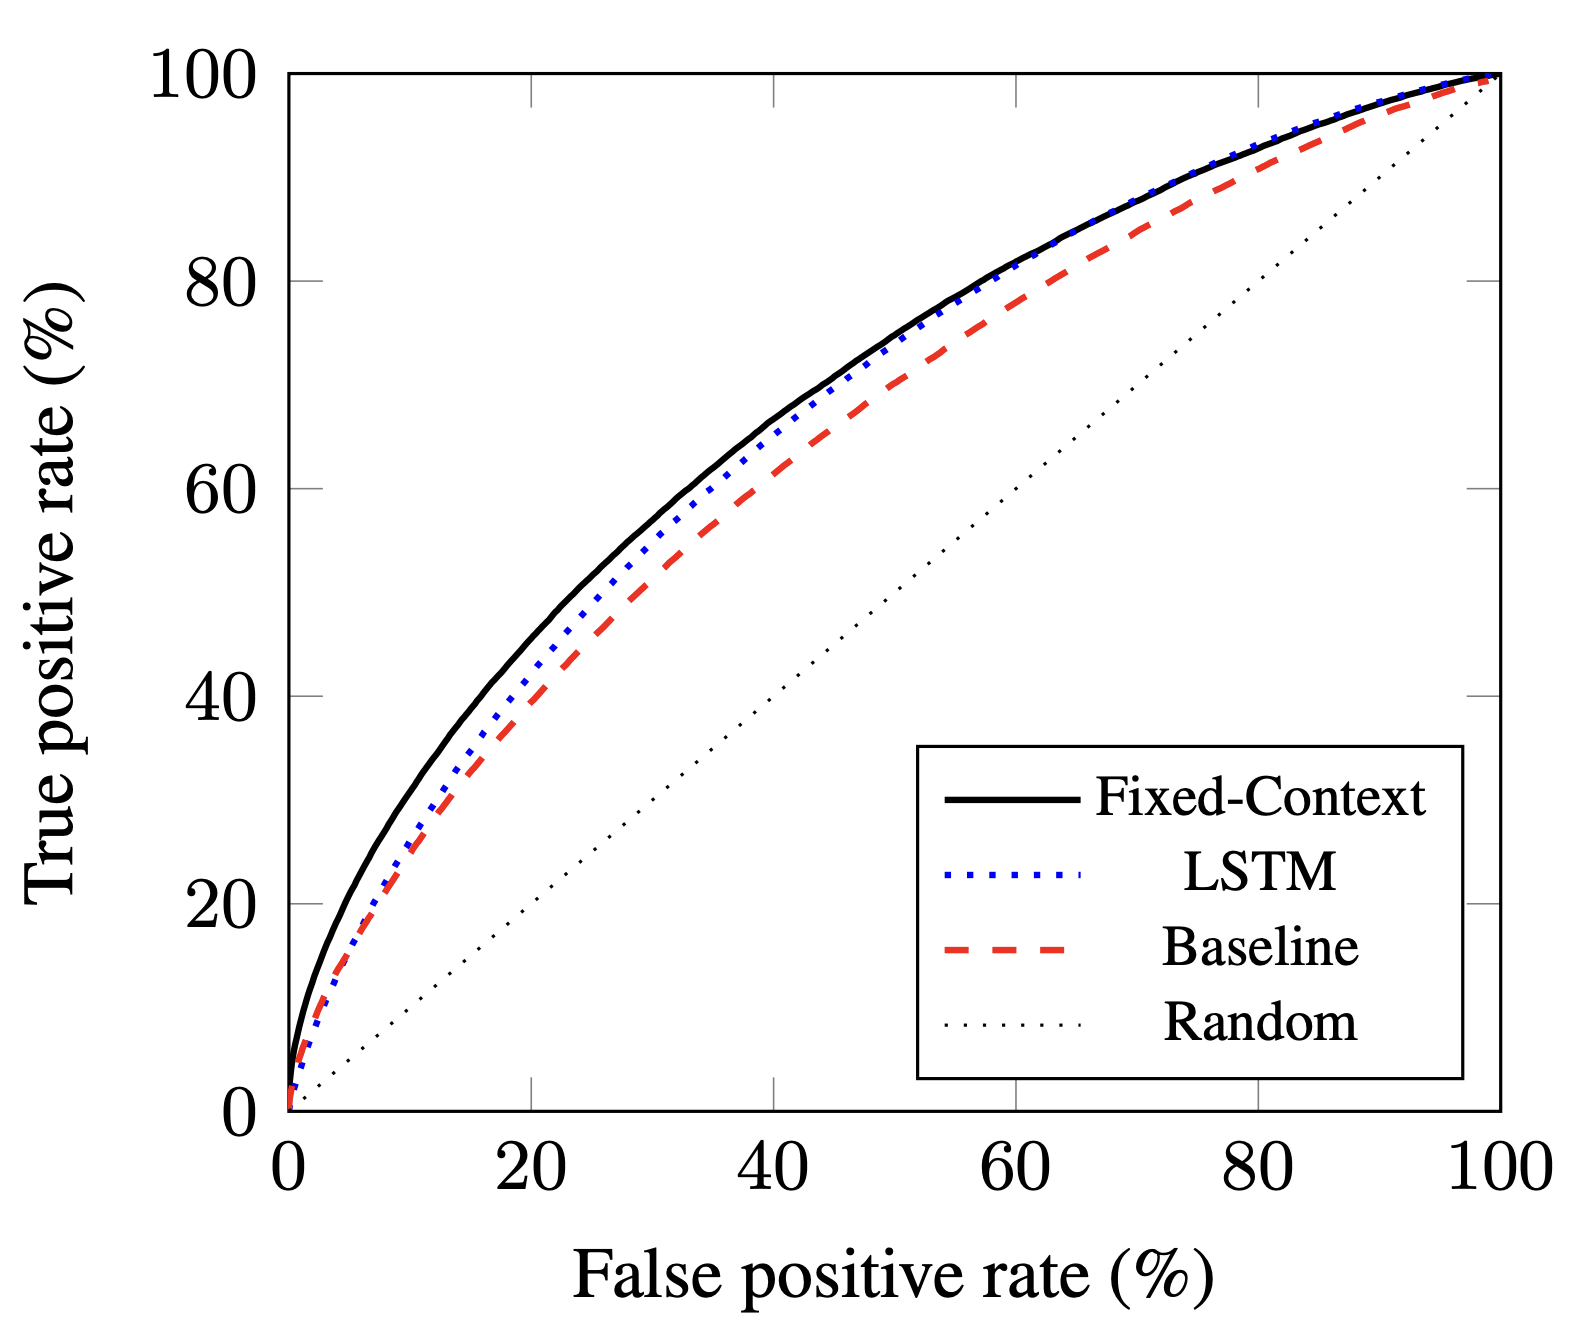 True positive rate (%)
100
80
60
40
20
0
Fixed-Context
LSTM
Baseline
Random
0 20 40 60 80 100
False positive rate (%)